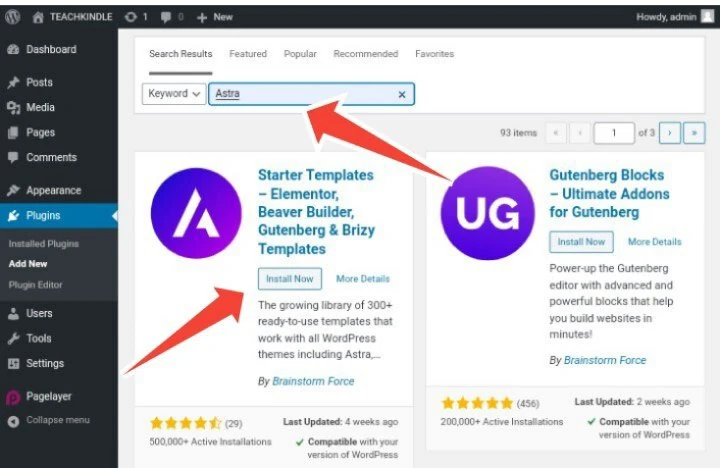 TEACHKINDLE 1 0 + New Howdy, admin
Dashboard
Posts
Media
Pages
Comments
Appearance
Plugins
Installed Plugins
Add New
Plugin Editor
Users
Tools
Settings
Pagelayer
Collapse menu
Search Results Featured Popular Recommended Favorites
Keyword Astra ×
93 items « ‹ 1 of 3 › »
Starter Templates
– Elementor,
Beaver Builder,
Gutenberg & Brizy
Templates
Install Now More Details
The growing library of 300+
ready-to-use templates that
work with all WordPress
themes including Astra,...
By Brainstorm Force
(29)
500,000+ Active Installations
Last Updated: 4 weeks ago
✔ Compatible with your
version of WordPress
UG
Gutenberg Blocks
– Ultimate Addons
for Gutenberg
Install Now More Details
Power-up the Gutenberg
editor with advanced and
powerful blocks that help
you build websites in
minutes!
By Brainstorm Force
(456)
200,000+ Active Installations
Last Updated: 2 weeks ago
✔ Compatible with your
version of WordPress